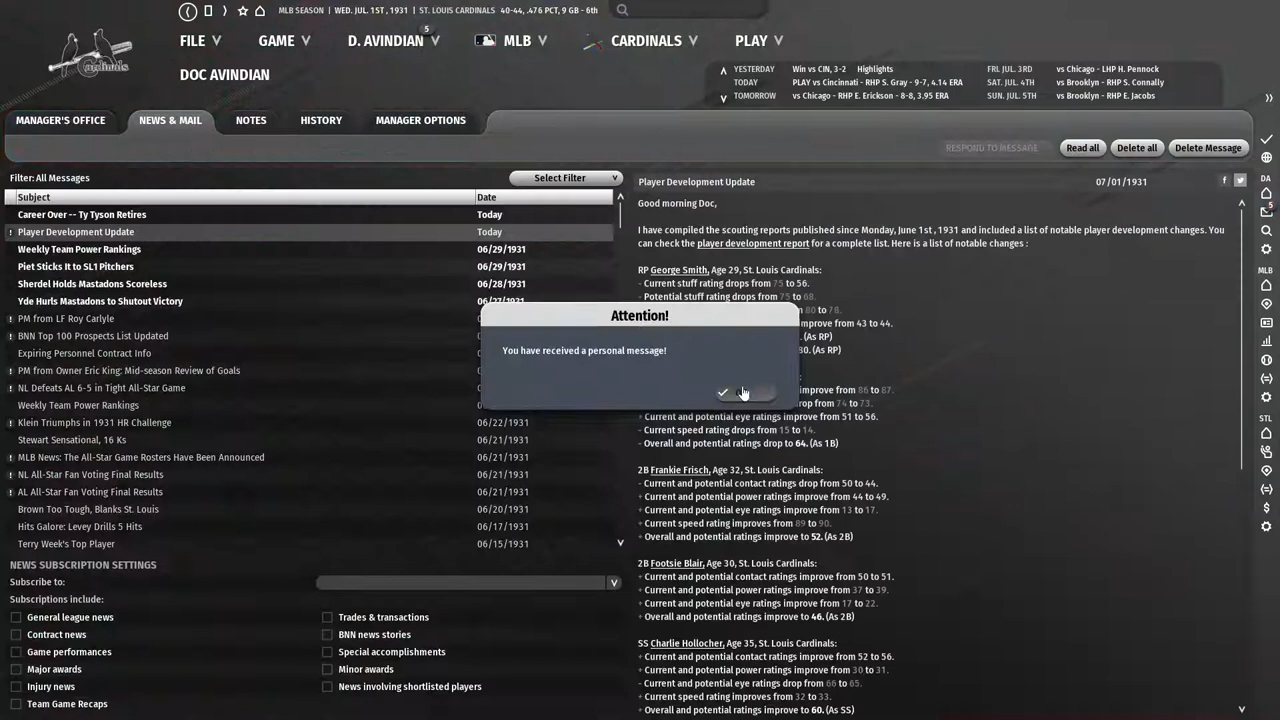 MLB SEASON | WED. JUL. 1ST , 1931 | ST. LOUIS CARDINALS 40-44, .476 PCT, 9 GB - 6th
Cardinals
FILE GAME D. AVINDIAN 5 MLB CARDINALS PLAY
DOC AVINDIAN
YESTERDAY Win vs CIN, 3-2 Highlights FRI JUL. 3RD vs Chicago - LHP H. Pennock
TODAY PLAY vs Cincinnati - RHP S. Gray - 9-7, 4.14 ERA SAT. JUL. 4TH vs Brooklyn - RHP S. Connally
TOMORROW vs Chicago - RHP E. Erickson - 8-8, 3.95 ERA SUN. JUL. 5TH vs Brooklyn - RHP E. Jacobs
MANAGER'S OFFICE NEWS & MAIL NOTES HISTORY MANAGER OPTIONS
RESPOND TO MESSAGE Read all Delete all Delete Message
Filter: All Messages Select Filter
Subject Date
Career Over -- Ty Tyson Retires Today
! Player Development Update Today
Weekly Team Power Rankings 06/29/1931
Piet Sticks It to SL1 Pitchers 06/29/1931
Sherdel Holds Mastadons Scoreless 06/28/1931
Yde Hurls Mastadons to Shutout Victory 06/27/1931
! PM from LF Roy Carlyle
! BNN Top 100 Prospects List Updated
Expiring Personnel Contract Info
! PM from Owner Eric King: Mid-season Review of Goals
! NL Defeats AL 6-5 in Tight All-Star Game
Weekly Team Power Rankings
! Klein Triumphs in 1931 HR Challenge 06/22/1931
Stewart Sensational, 16 Ks 06/21/1931
! MLB News: The All-Star Game Rosters Have Been Announced 06/21/1931
! NL All-Star Fan Voting Final Results 06/21/1931
! AL All-Star Fan Voting Final Results 06/21/1931
Brown Too Tough, Blanks St. Louis 06/20/1931
Hits Galore: Levey Drills 5 Hits 06/17/1931
Terry Week's Top Player 06/15/1931
NEWS SUBSCRIPTION SETTINGS
Subscribe to:
Subscriptions include:
General league news Trades & transactions
Contract news BNN news stories
Game performances Special accomplishments
Major awards Minor awards
Injury news News involving shortlisted players
Team Game Recaps
Player Development Update 07/01/1931
Good morning Doc,
I have compiled the scouting reports published since Monday, June 1st , 1931 and included a list of notable player development changes. You
can check the player development report for a complete list. Here is a list of notable changes :
RP George Smith, Age 29, St. Louis Cardinals:
- Current stuff rating drops from 75 to 56.
- Potential stuff rating drops from 75 to 68.
80 to 78.
improve from 43 to 44.
(As RP)
80. (As RP)
improve from 86 to 87.
drop from 74 to 73.
+ Current and potential eye ratings improve from 51 to 56.
- Current speed rating drops from 15 to 14.
- Overall and potential ratings drop to 64. (As 1B)
2B Frankie Frisch, Age 32, St. Louis Cardinals:
- Current and potential contact ratings drop from 50 to 44.
+ Current and potential power ratings improve from 44 to 49.
+ Current and potential eye ratings improve from 13 to 17.
+ Current speed rating improves from 89 to 90.
+ Overall and potential ratings improve to 52. (As 2B)
2B Footsie Blair, Age 30, St. Louis Cardinals:
+ Current and potential contact ratings improve from 50 to 51.
+ Current and potential power ratings improve from 37 to 39.
+ Current and potential eye ratings improve from 17 to 22.
+ Overall and potential ratings improve to 46. (As 2B)
SS Charlie Hollocher, Age 35, St. Louis Cardinals:
+ Current and potential contact ratings improve from 52 to 56.
+ Current and potential power ratings improve from 30 to 31.
- Current and potential eye ratings drop from 66 to 65.
+ Current speed rating improves from 32 to 33.
+ Overall and potential ratings improve to 60. (As SS)
Attention!
You have received a personal message!
DA
5
MLB
STL